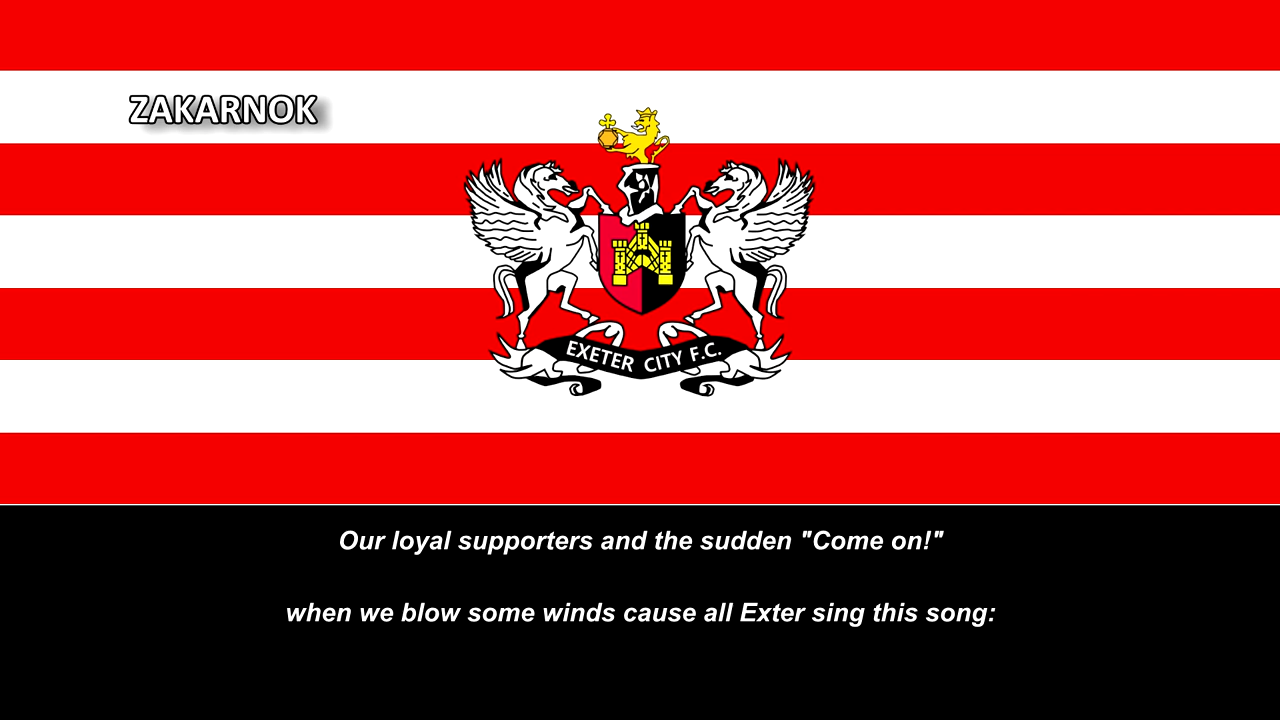 ZAKARNOK
EXETER CITY F.C.
Our loyal supporters and the sudden "Come on!"
when we blow some winds cause all Exter sing this song: